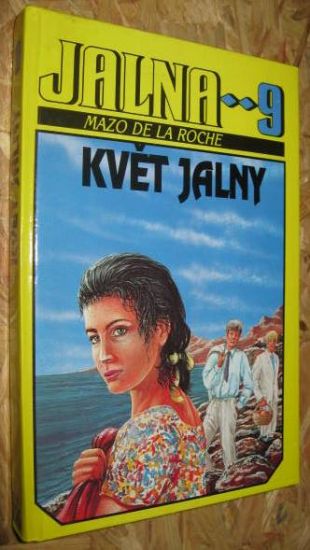 JALNA 9
MAZO DE LA ROCHE
KVĚT JALNY